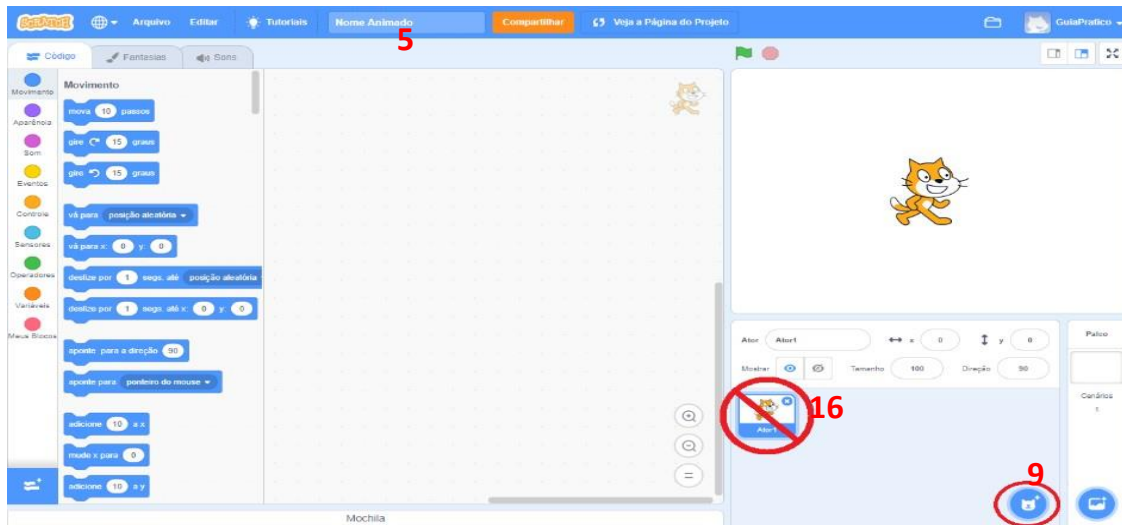 SCRATCH Arquivo Editar Tutoriais Nome Animado Compartilhar Veja a Página do Projeto GuiaPratico
5
Código Fantasias Sons
Movimento
Aparência
Som
Eventos
Controle
Sensores
Operadores
Variáveis
Meus Blocos
Movimento
mova 10 passos
gire 15 graus
gire 15 graus
vá para posição aleatória
vá para x: 0 y: 0
deslize por 1 segs. até posição aleatória
deslize por 1 segs. até x: 0 y: 0
aponte para a direção 90
aponte para ponteiro do mouse
adicione 10 a x
mude x para 0
adicione 10 a y
Mochila
Ator Ator1 x 0 y 0
Mostrar Tamanho 100 Direção 90
Ator1
16
9
Palco
Cenários
1